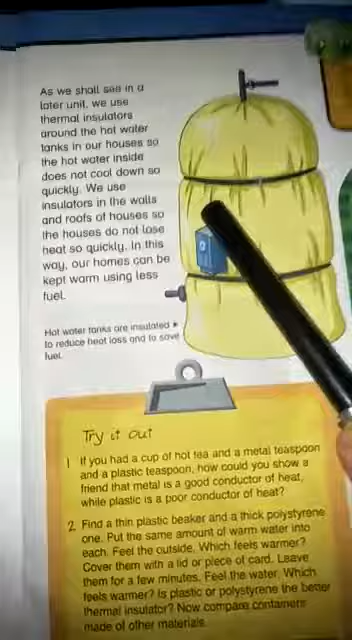 As we shall see in a
later unit, we use
thermal insulators
around the hot water
tanks in our houses so
the hot water inside
does not cool down so
quickly. We use
insulators in the walls
and roofs of houses so
the houses do not lose
heat so quickly. In this
way, our homes can be
kept warm using less
fuel.
Hot water tanks are insulated
to reduce heat loss and to save
fuel.
Try it out
1 If you had a cup of hot tea and a metal teaspoon
and a plastic teaspoon, how could you show a
friend that metal is a good conductor of heat,
while plastic is a poor conductor of heat?
2 Find a thin plastic beaker and a thick polystyrene
one. Put the same amount of warm water into
each. Feel the outside. Which feels warmer?
Cover them with a lid or piece of card. Leave
them for a few minutes. Feel the water. Which
feels warmer? Is plastic or polystyrene the better
thermal insulator? Now compare containers
made of other materials.